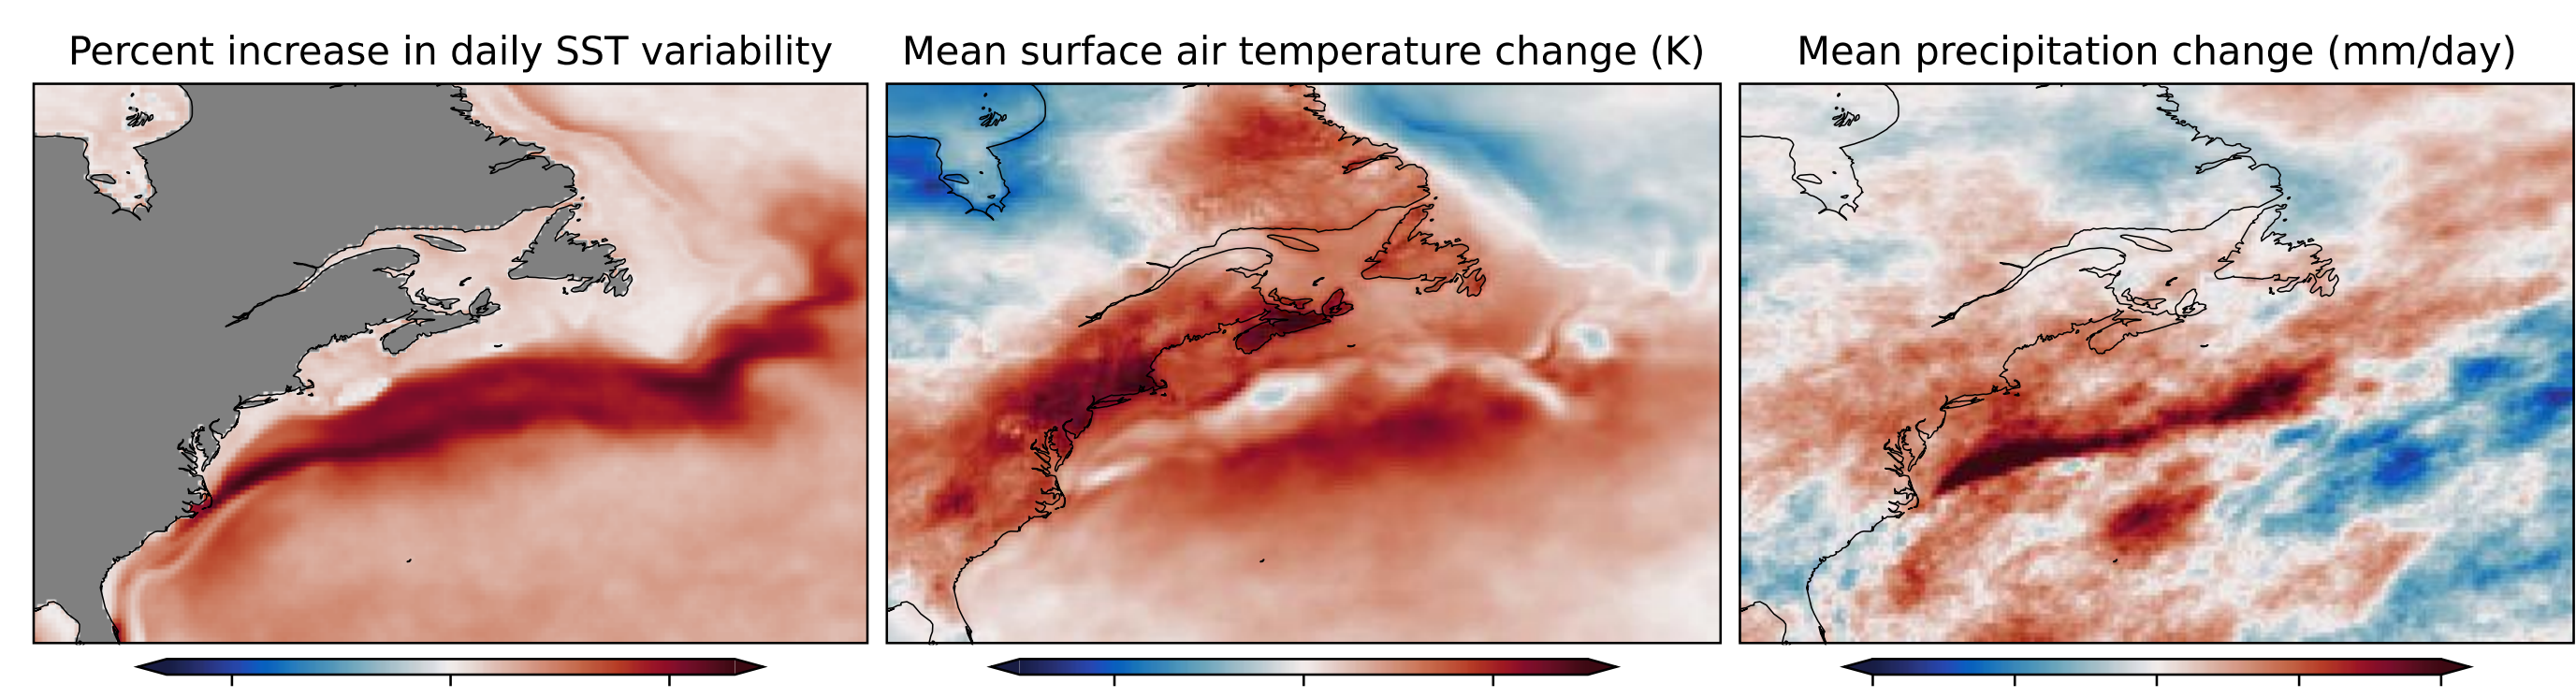 Percent increase in daily SST variability
Mean surface air temperature change (K)
Mean precipitation change (mm/day)